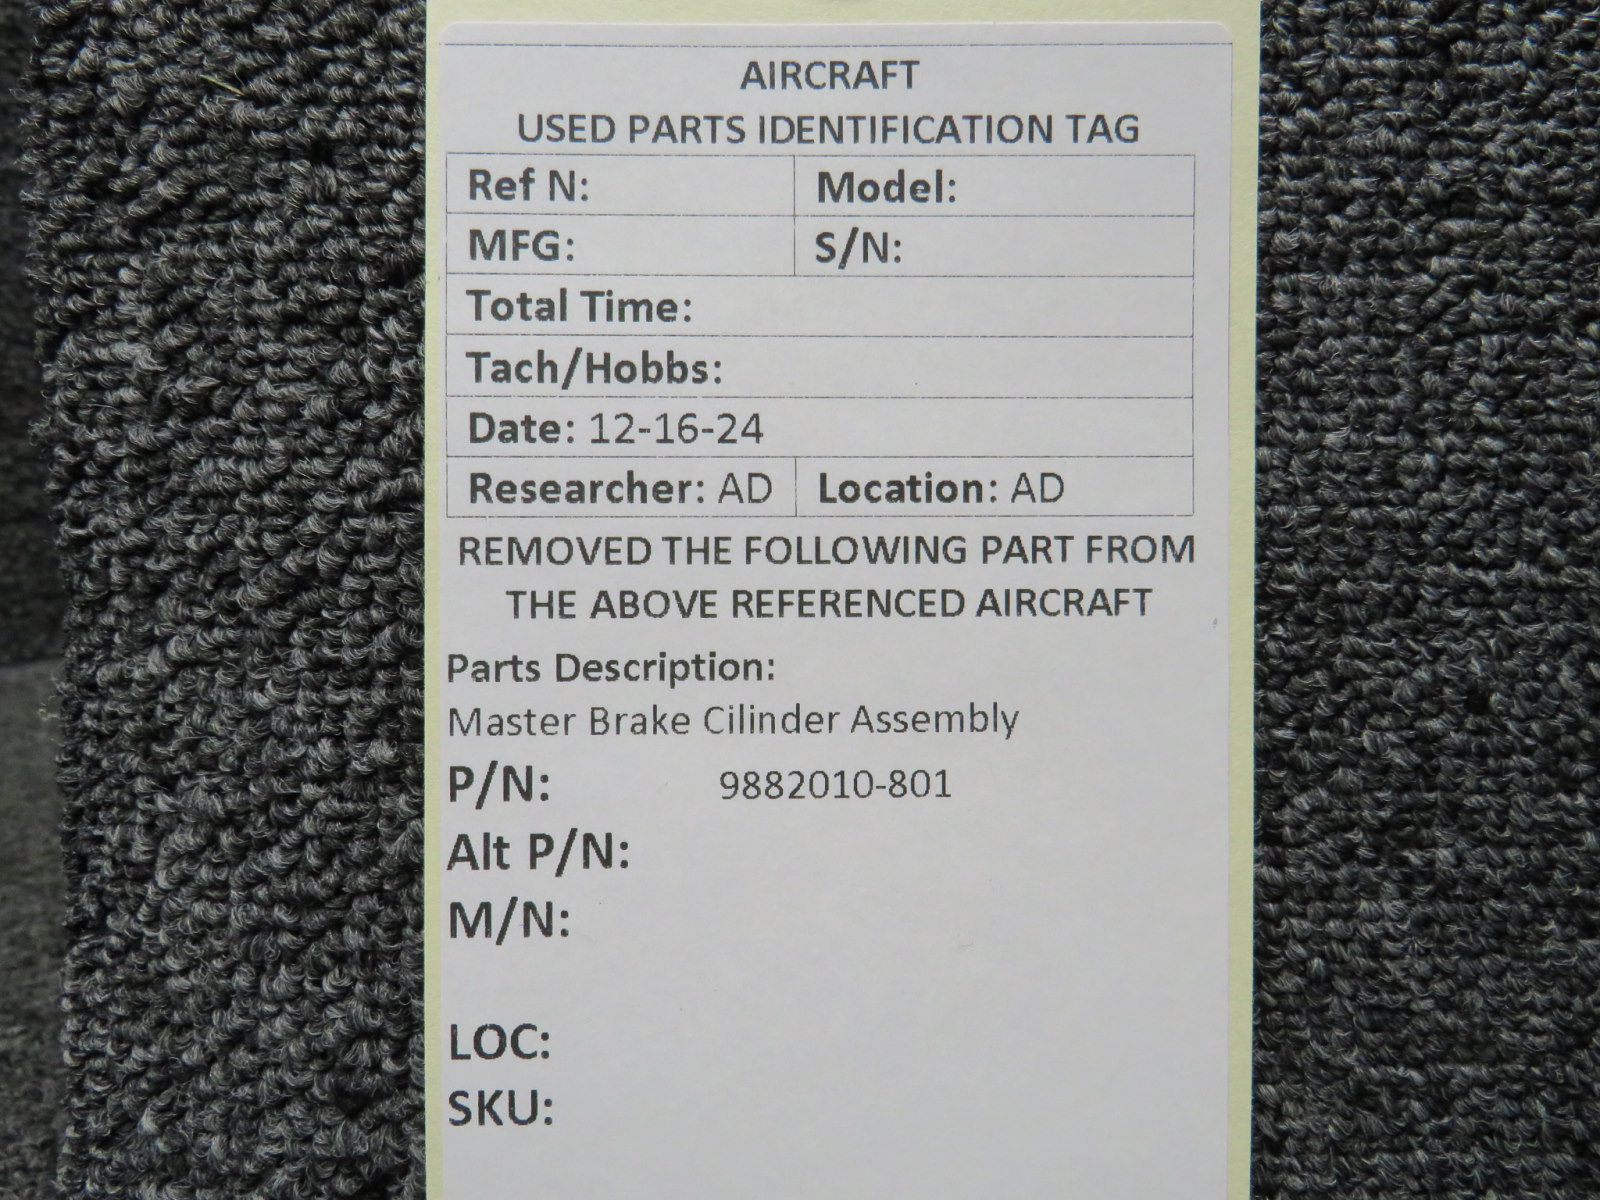 AIRCRAFT
USED PARTS IDENTIFICATION TAG
Ref N: Model:
MFG: S/N:
Total Time:
Tach/Hobbs:
Date: 12-16-24
Researcher: AD Location: AD
REMOVED THE FOLLOWING PART FROM
THE ABOVE REFERENCED AIRCRAFT
Parts Description:
Master Brake Cilinder Assembly
P/N: 9882010-801
Alt P/N:
M/N:
LOC:
SKU: